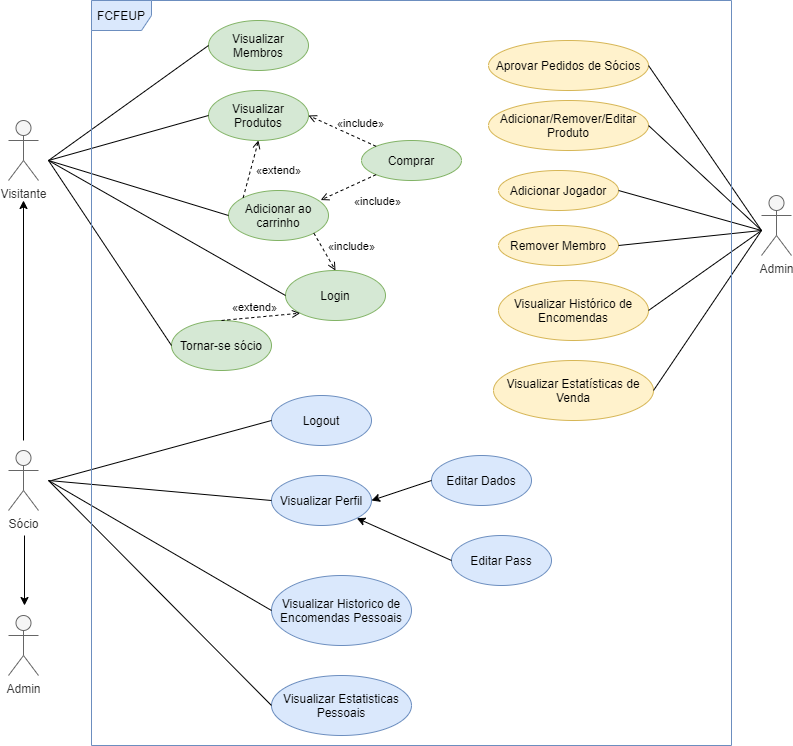 FCFEUP
Visualizar
Membros
Visualizar
Produtos
«include»
Comprar
«extend»
«include»
Adicionar ao
carrinho
«include»
Login
«extend»
Tornar-se sócio
Visitante
Aprovar Pedidos de Sócios
Adicionar/Remover/Editar
Produto
Adicionar Jogador
Remover Membro
Visualizar Histórico de
Encomendas
Visualizar Estatísticas de
Venda
Admin
Logout
Visualizar Perfil
Editar Dados
Editar Pass
Visualizar Historico de
Encomendas Pessoais
Visualizar Estatisticas
Pessoais
Sócio
Admin